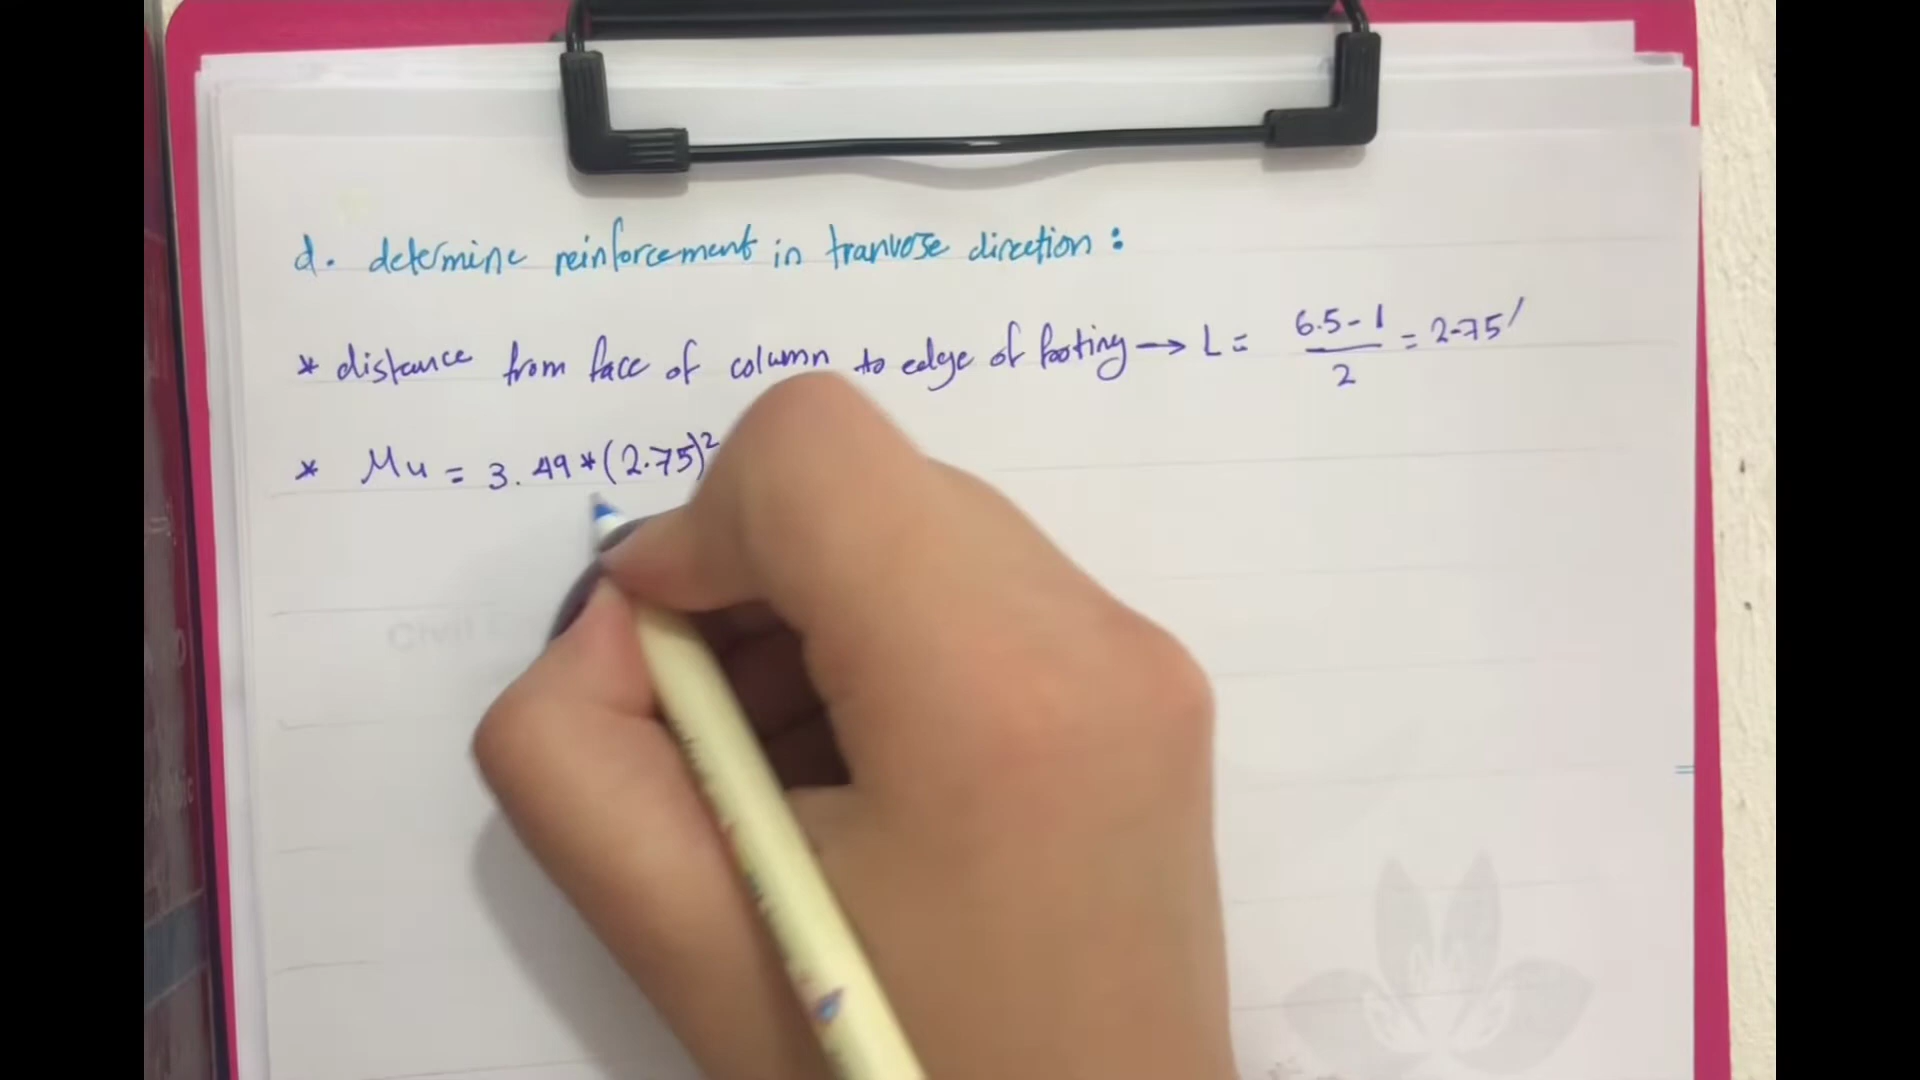 d. determine reinforcement in tranvose direction :
* distance from face of column to edge of footing → L = 6.5-1 / 2 = 2.75'
* Mu = 3.49*(2.75)²